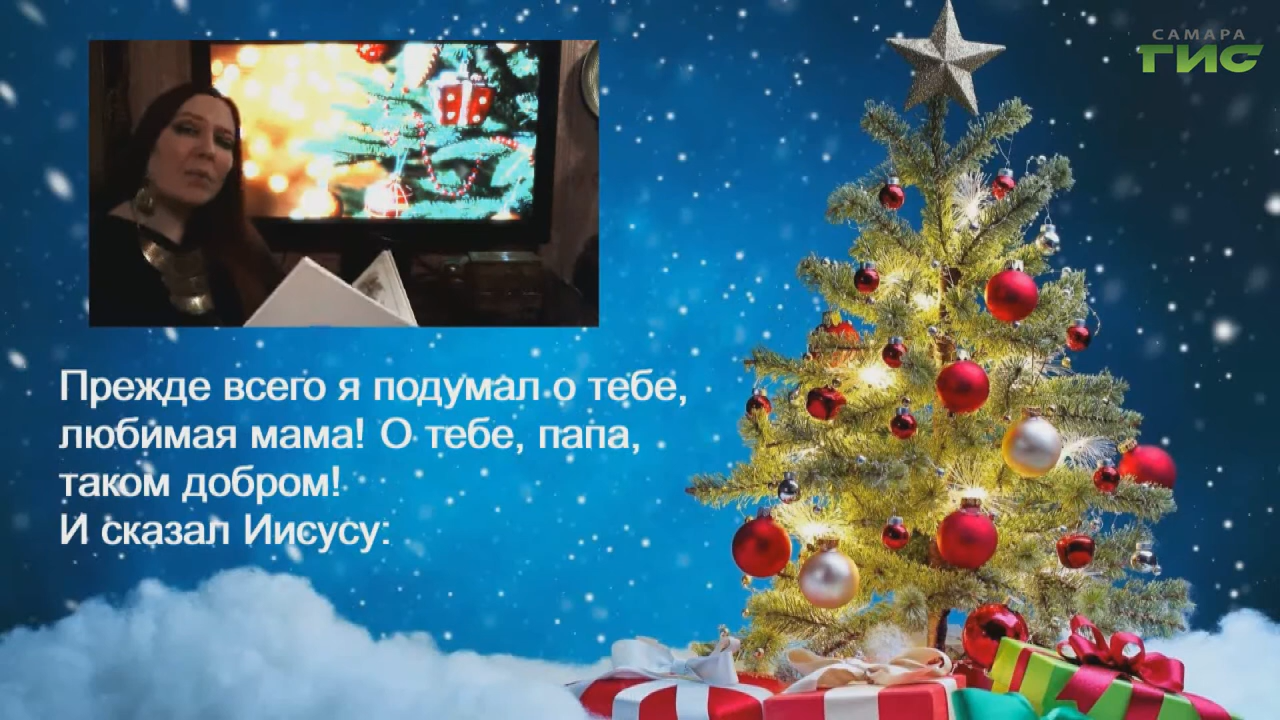 САМАРА
ГИС
Прежде всего я подумал о тебе,
любимая мама! О тебе, папа,
таком добром!
И сказал Иисусу: